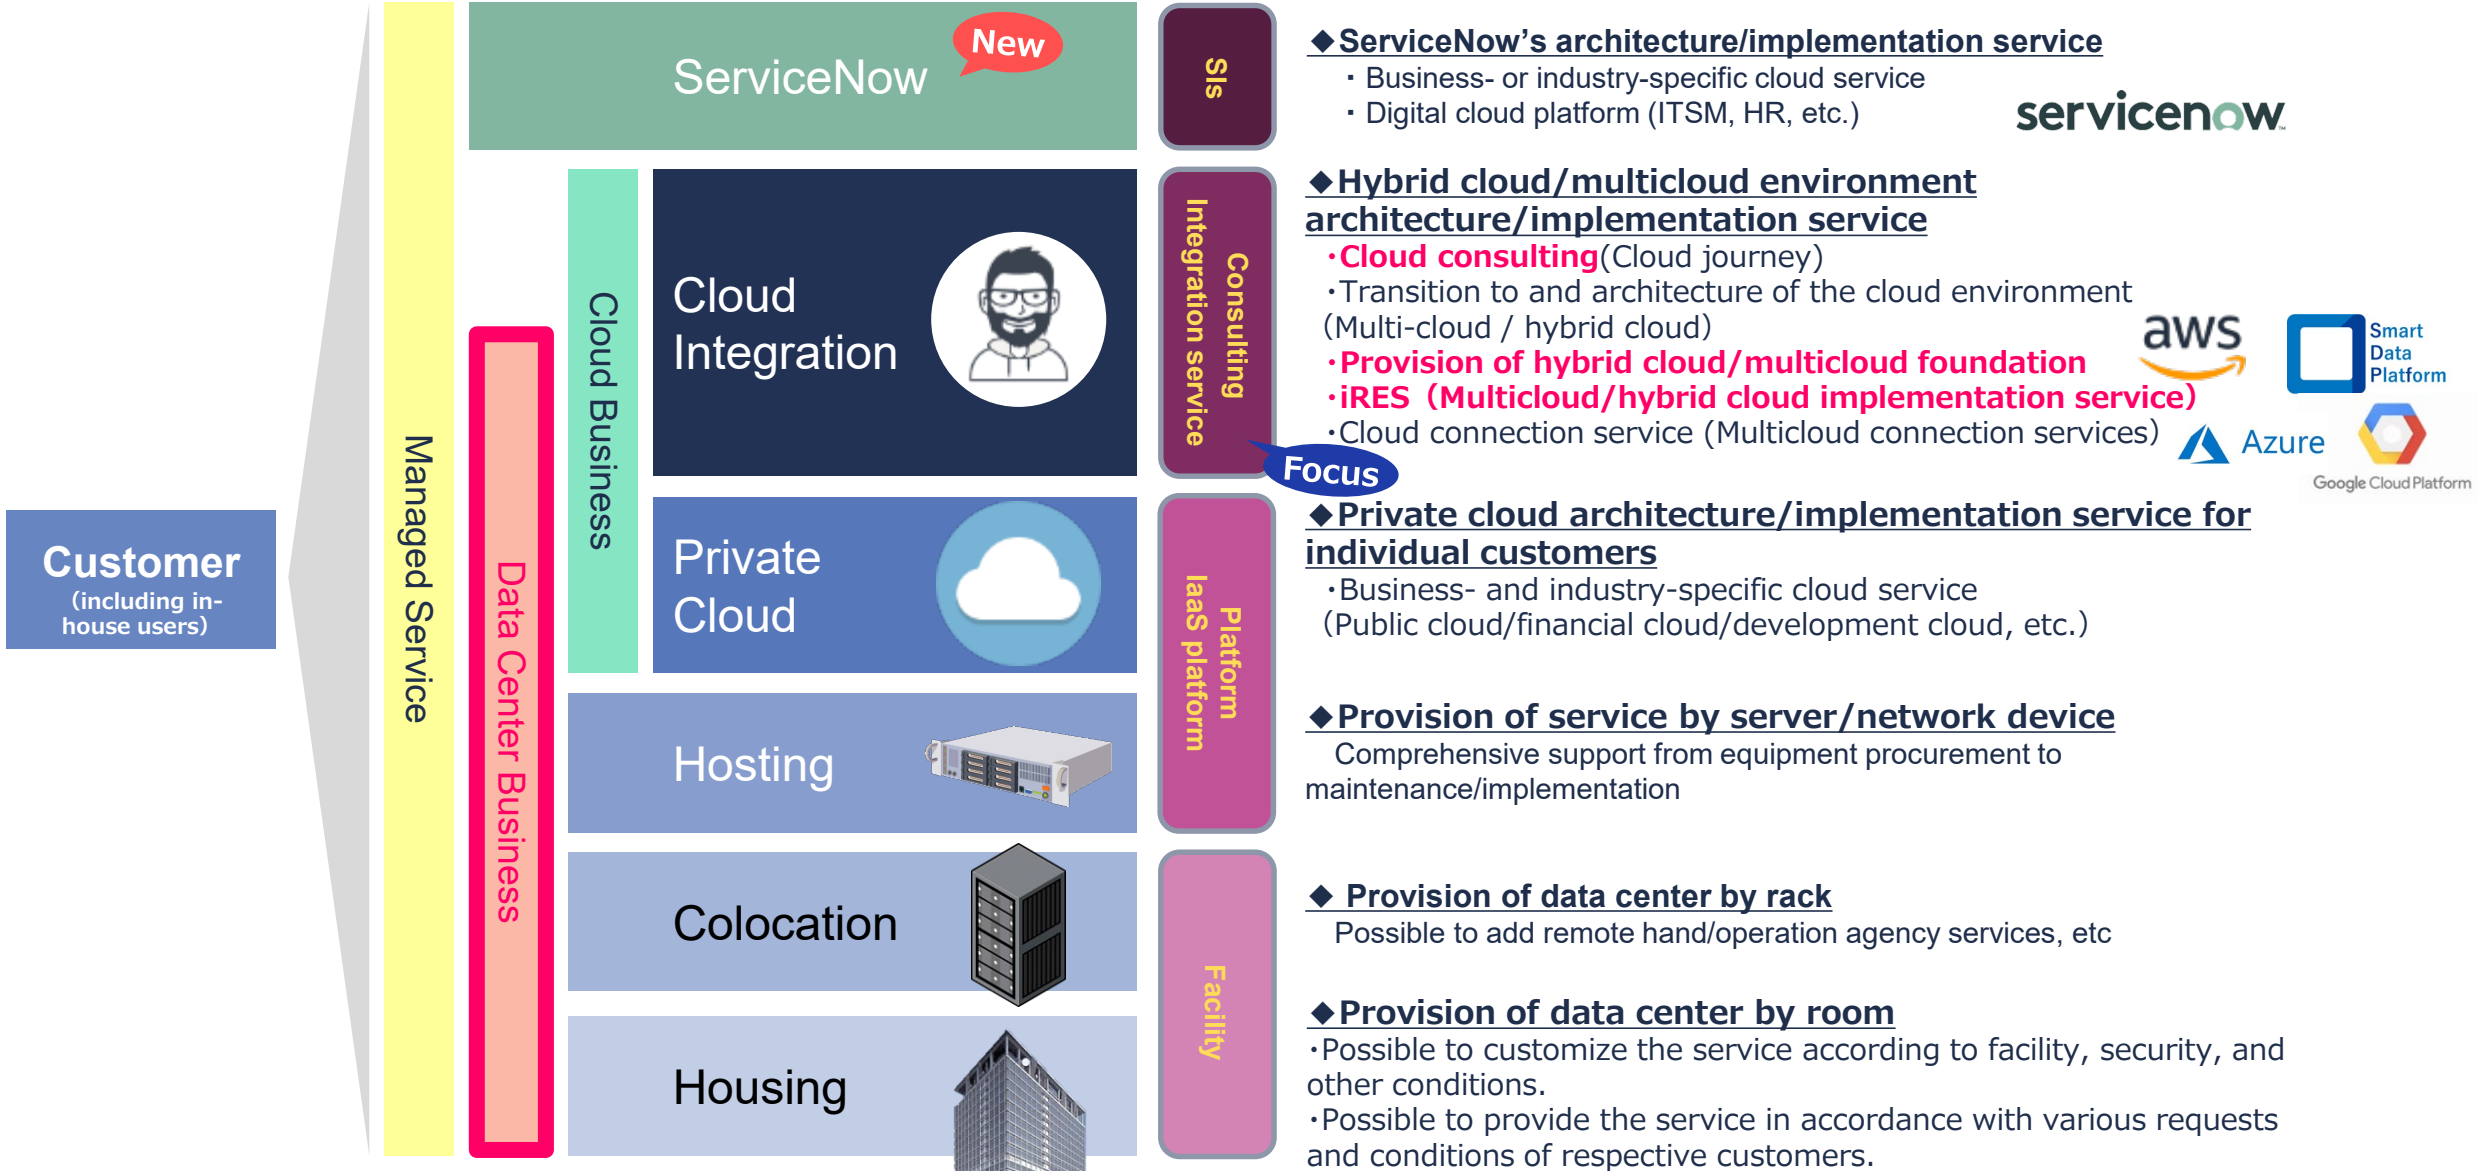 Customer
（including in-
house users）
Managed Service
Data Center Business
Cloud Business
ServiceNow
New
Cloud
Integration
Private
Cloud
Hosting
Colocation
Housing
SIs
Consulting
Integration service
Focus
Platform
IaaS platform
Facility
◆ServiceNow’s architecture/implementation service
・Business- or industry-specific cloud service
・Digital cloud platform (ITSM, HR, etc.)
servicenow
◆Hybrid cloud/multicloud environment
architecture/implementation service
・Cloud consulting(Cloud journey)
・Transition to and architecture of the cloud environment
（Multi-cloud / hybrid cloud）
・Provision of hybrid cloud/multicloud foundation
・iRES（Multicloud/hybrid cloud implementation service）
・Cloud connection service (Multicloud connection services）
aws
Smart
Data
Platform
Azure
Google Cloud Platform
◆Private cloud architecture/implementation service for
individual customers
・Business- and industry-specific cloud service
（Public cloud/financial cloud/development cloud, etc.）
◆Provision of service by server/network device
Comprehensive support from equipment procurement to
maintenance/implementation
◆ Provision of data center by rack
Possible to add remote hand/operation agency services, etc
◆Provision of data center by room
・Possible to customize the service according to facility, security, and
other conditions.
・Possible to provide the service in accordance with various requests
and conditions of respective customers.